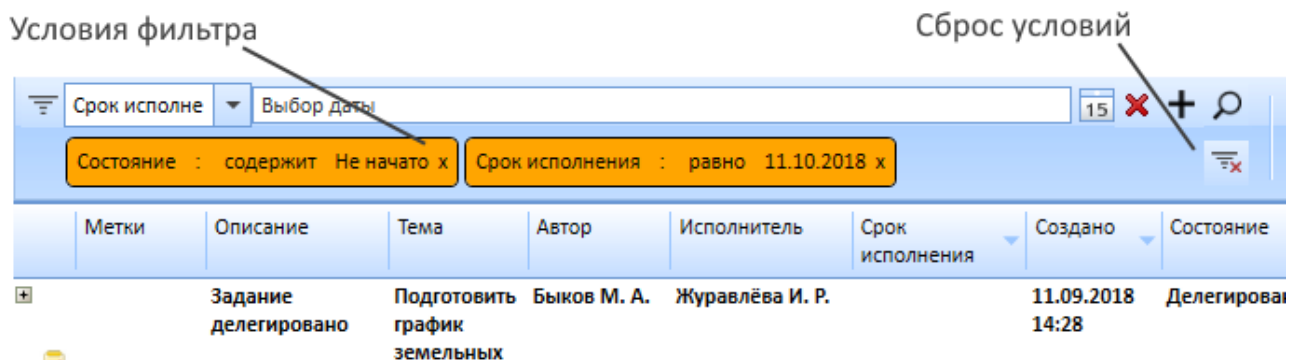 Условия фильтра
Сброс условий
Срок исполне
Выбор даты
15
Состояние : содержит Не начато x
Срок исполнения : равно 11.10.2018 x
Метки
Описание
Тема
Автор
Исполнитель
Срок
исполнения
Создано
Состояние
Задание
делегировано
Подготовить
график
земельных
Быков М. А.
Журавлёва И. Р.
11.09.2018
14:28
Делегирован